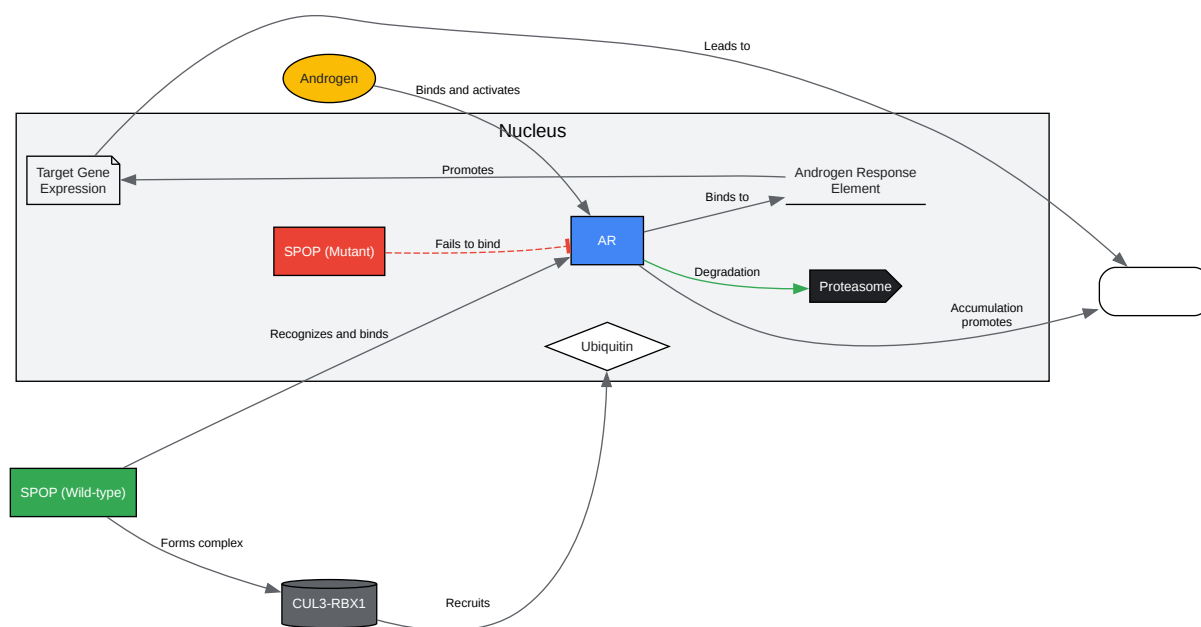 Leads to
Androgen
Binds and activates
Nucleus
Target Gene
Expression
Promotes
Androgen Response
Element
Binds to
SPOP (Mutant)
Fails to bind
AR
Degradation
Proteasome
Accumulation
promotes
Recognizes and binds
Ubiquitin
SPOP (Wild-type)
Forms complex
CUL3-RBX1
Recruits